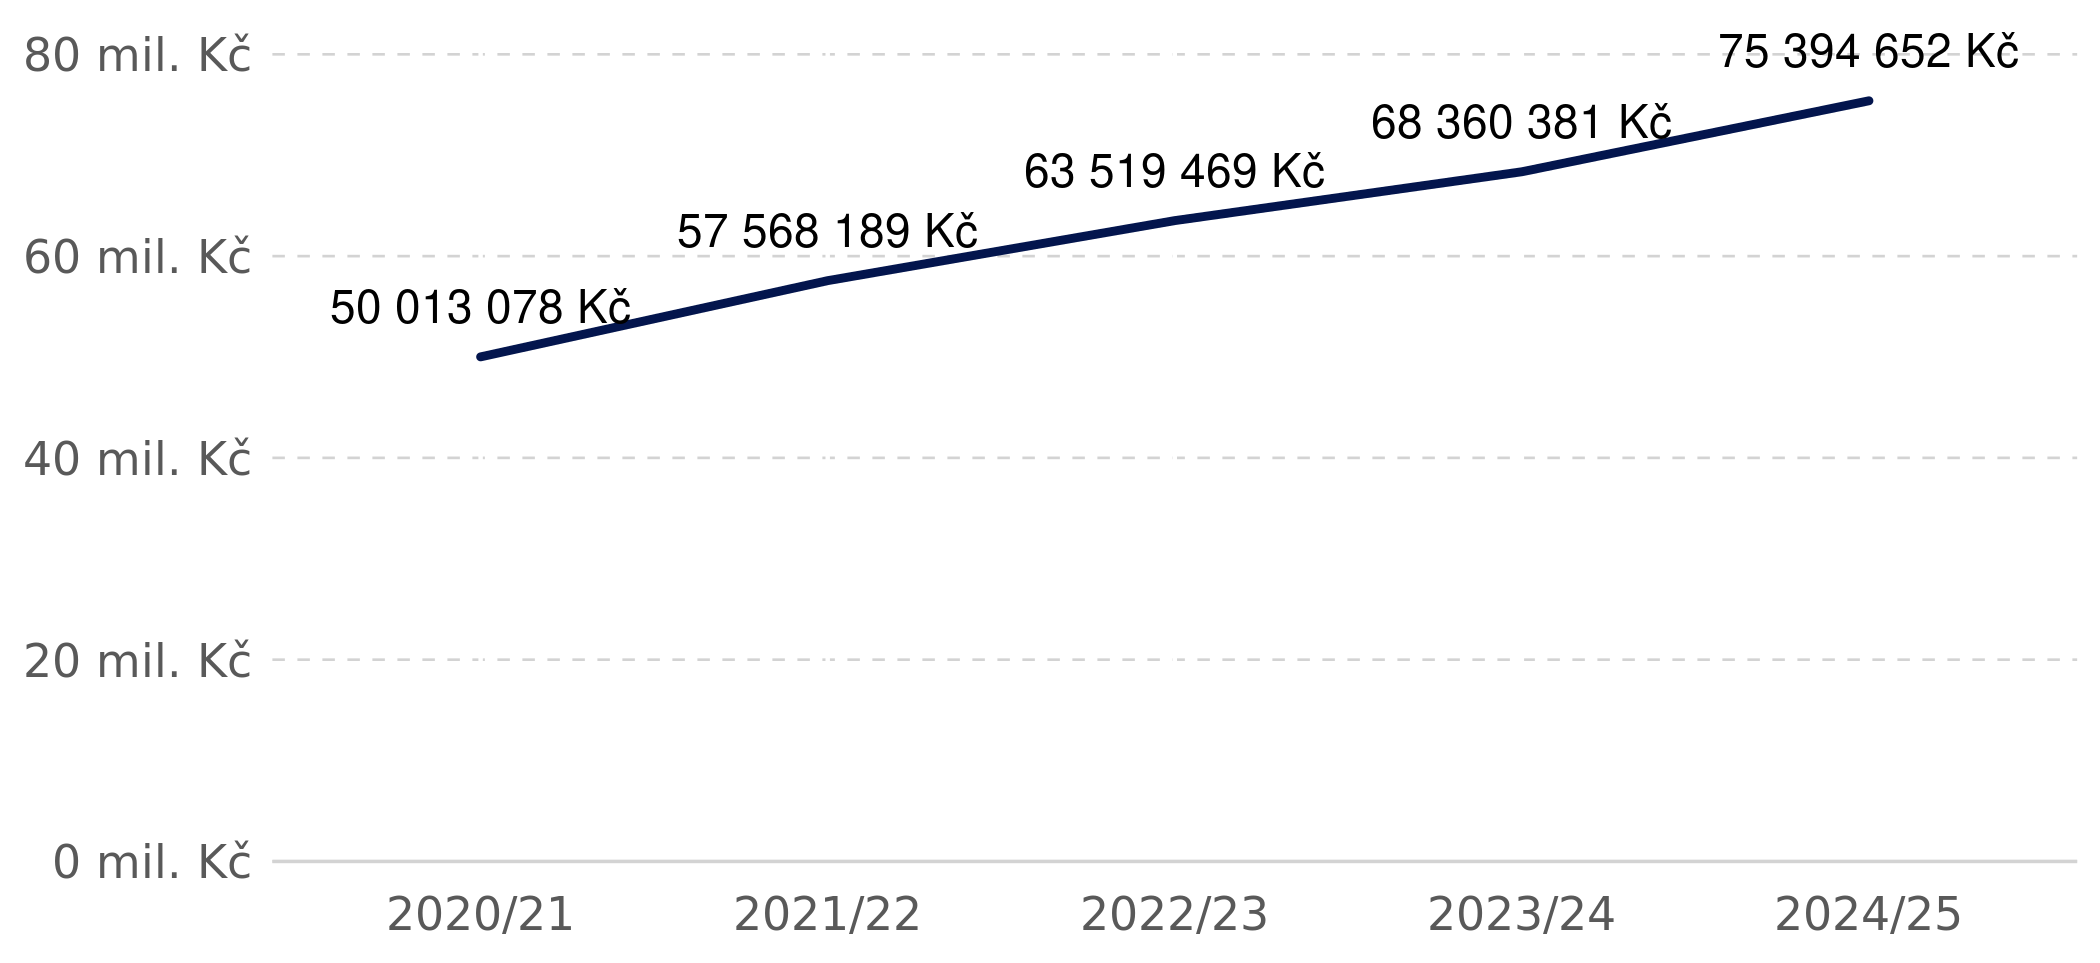 80 mil. Kč
75 394 652 Kč
68 360 381 Kč
63 519 469 Kč
57 568 189 Kč
60 mil. Kč
50 013 078 Kč
40 mil. Kč
20 mil. Kč
0 mil. Kč
2020/21 2021/22 2022/23 2023/24 2024/25